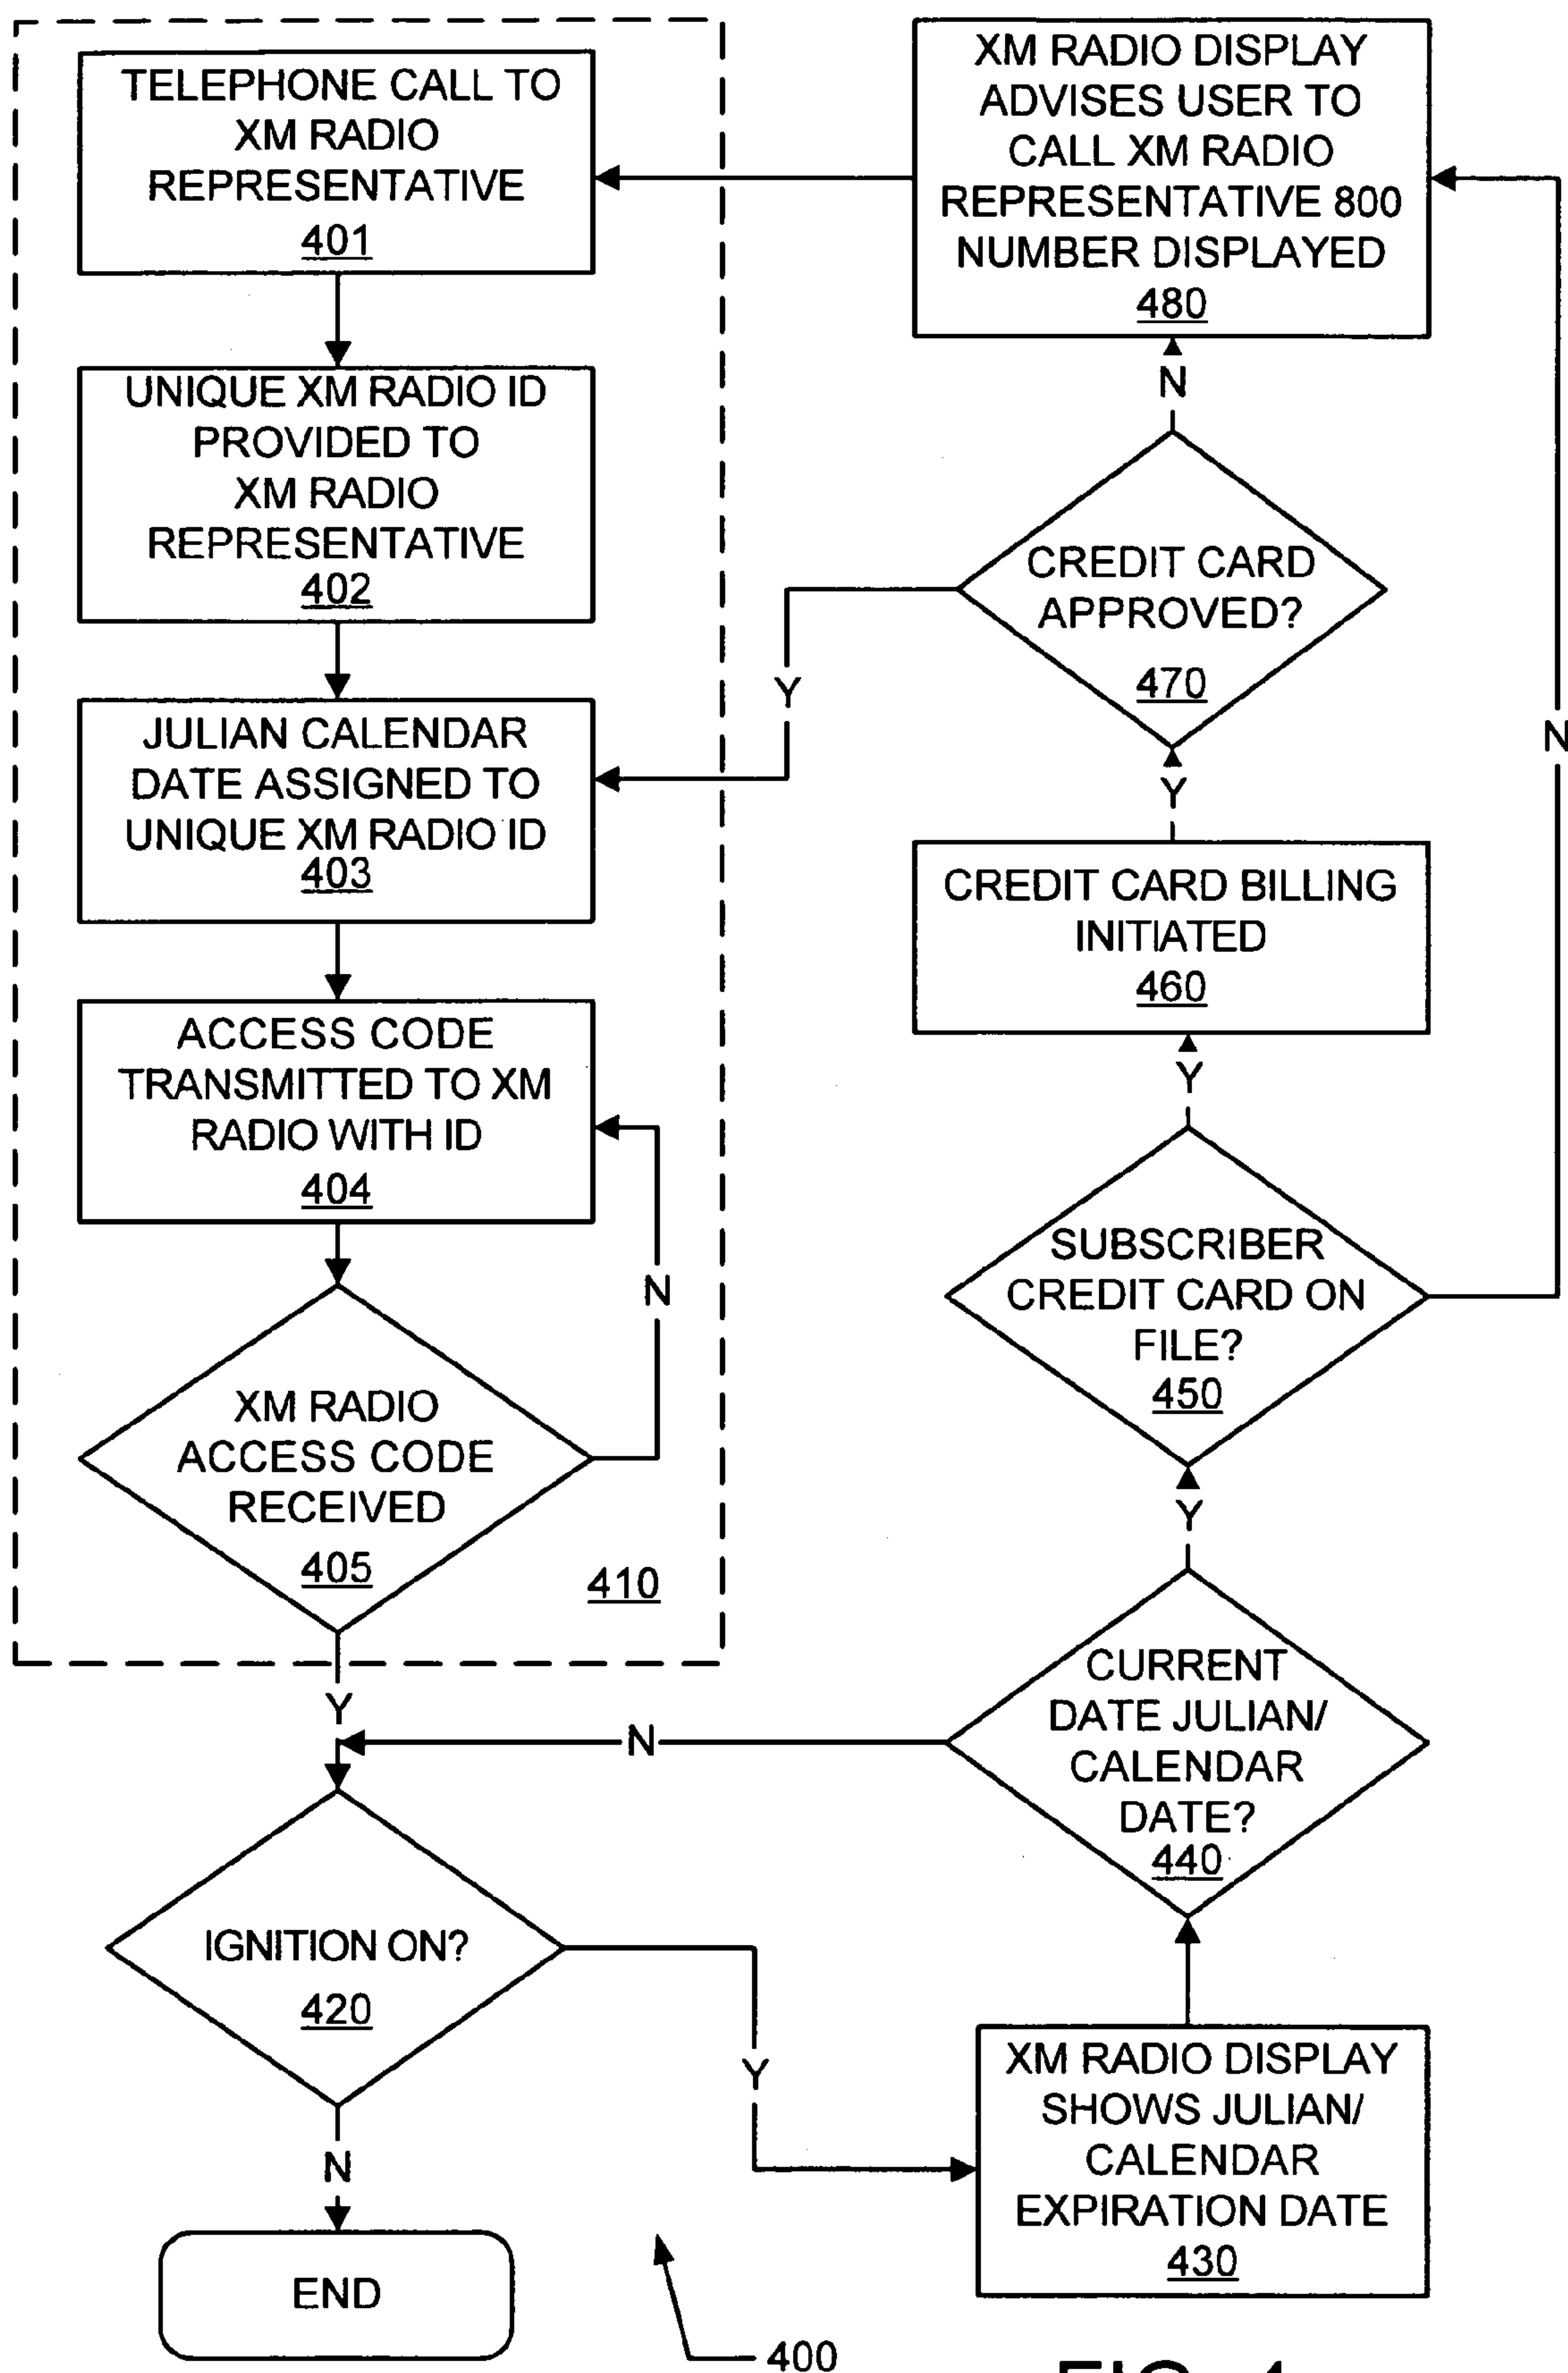 TELEPHONE CALL TO
XM RADIO
REPRESENTATIVE
401
UNIQUE XM RADIO ID
PROVIDED TO
XM RADIO
REPRESENTATIVE
402
JULIAN CALENDAR
DATE ASSIGNED TO
UNIQUE XM RADIO ID
403
ACCESS CODE
TRANSMITTED TO XM
RADIO WITH ID
404
N
XM RADIO
ACCESS CODE
RECEIVED
405
410
Y
N
IGNITION ON?
420
Y
N
END
400
XM RADIO DISPLAY
ADVISES USER TO
CALL XM RADIO
REPRESENTATIVE 800
NUMBER DISPLAYED
480
N
CREDIT CARD
APPROVED?
470
Y
N
Y
CREDIT CARD BILLING
INITIATED
460
Y
SUBSCRIBER
CREDIT CARD ON
FILE?
450
Y
CURRENT
DATE JULIAN/
CALENDAR
DATE?
440
XM RADIO DISPLAY
SHOWS JULIAN/
CALENDAR
EXPIRATION DATE
430